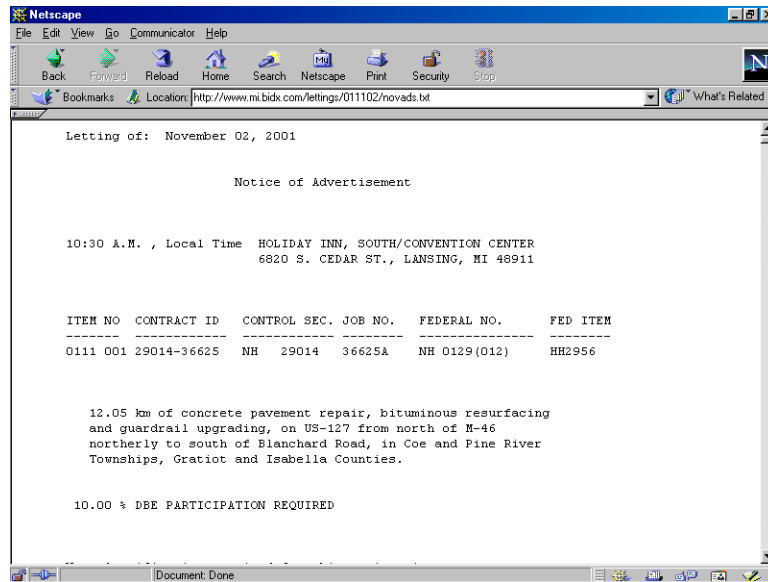 Netscape
File Edit View Go Communicator Help
Back Forward Reload Home Search Netscape Print Security Stop
Bookmarks Location: http://www.mi.bidx.com/lettings/011102/novads.txt What's Related
Letting of: November 02, 2001
Notice of Advertisement
10:30 A.M. , Local Time HOLIDAY INN, SOUTH/CONVENTION CENTER
6820 S. CEDAR ST., LANSING, MI 48911
ITEM NO CONTRACT ID CONTROL SEC. JOB NO. FEDERAL NO. FED ITEM
------- ------------ ------------ -------- --------------- --------
0111 001 29014-36625 NH 29014 36625A NH 0129(012) HH2956
12.05 km of concrete pavement repair, bituminous resurfacing
and guardrail upgrading, on US-127 from north of M-46
northerly to south of Blanchard Road, in Coe and Pine River
Townships, Gratiot and Isabella Counties.
10.00 % DBE PARTICIPATION REQUIRED
Document: Done